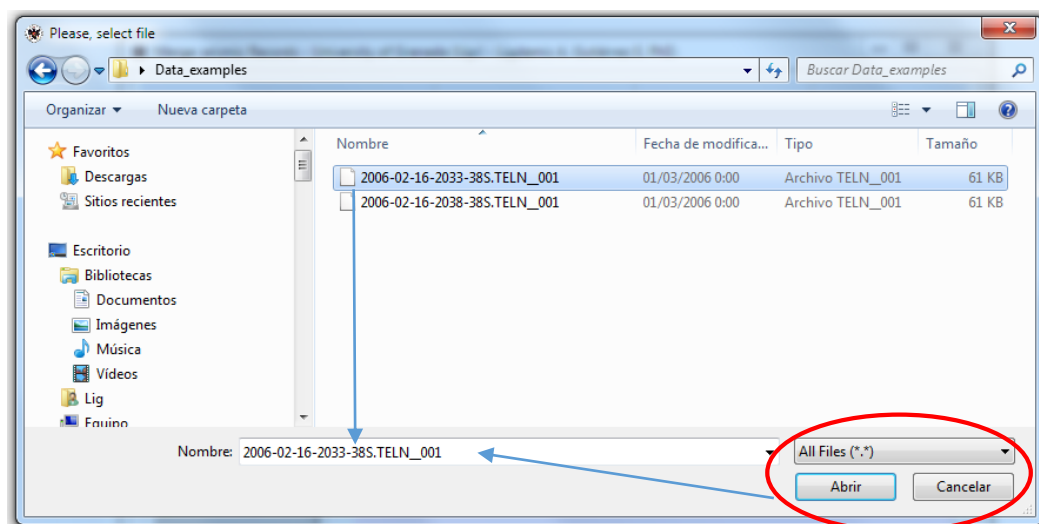 Please, select file
Data_examples
Buscar Data_examples
Organizar
Nueva carpeta
Favoritos
Descargas
Sitios recientes
Escritorio
Bibliotecas
Documentos
Imágenes
Música
Vídeos
Lig
Equipo
Nombre Fecha de modifica... Tipo Tamaño
2006-02-16-2033-38S.TELN__001 01/03/2006 0:00 Archivo TELN__001 61 KB
2006-02-16-2038-38S.TELN__001 01/03/2006 0:00 Archivo TELN__001 61 KB
Nombre: 2006-02-16-2033-38S.TELN__001
All Files (*.*)
Abrir
Cancelar